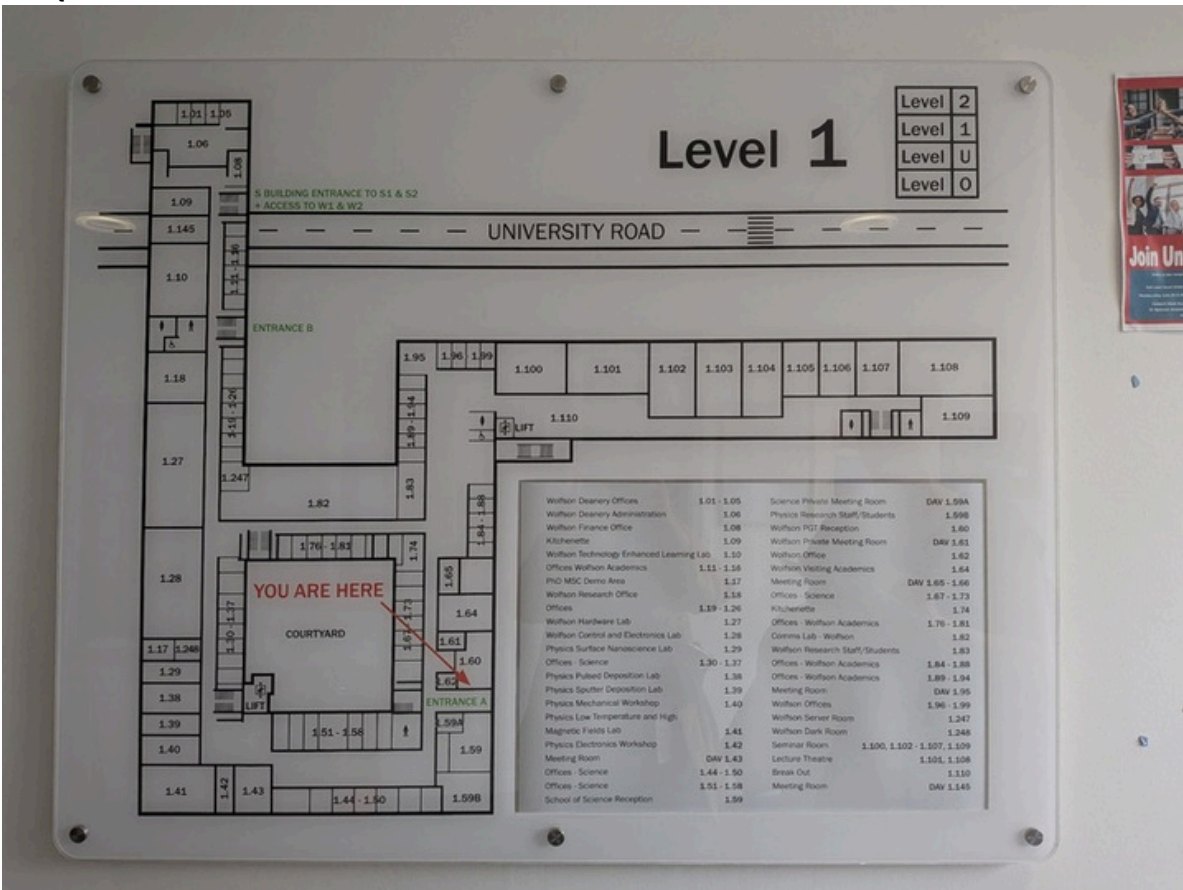 Level 1
Level 2
Level 1
Level U
Level 0
1.01 1.05
1.06
1.08
S BUILDING ENTRANCE TO S1 & S2
+ ACCESS TO W1 & W2
1.09
1.145
UNIVERSITY ROAD
1.10
1.11 - 1.16
ENTRANCE B
1.18
1.19 - 1.26
1.95
1.96 - 1.99
1.100
1.101
1.102
1.103
1.104
1.105
1.106
1.107
1.108
1.89 - 1.94
1.110
1.109
LIFT
1.27
1.247
1.82
1.83
1.84 - 1.88
1.76 - 1.81
1.74
1.28
YOU ARE HERE
1.65
1.64
1.30 - 1.37
COURTYARD
1.67 - 1.73
1.61
1.17 1.248
1.60
1.29
1.62
1.38
LIFT
ENTRANCE A
1.39
1.51 - 1.58
1.59A
1.40
1.59
1.41
1.42
1.43
1.44 - 1.50
1.59B
Wolfson Deanery Offices 1.01 - 1.05
Wolfson Deanery Administration 1.06
Wolfson Finance Office 1.08
Kitchenette 1.09
Wolfson Technology Enhanced Learning Lab 1.10
Offices Wolfson Academics 1.11 - 1.16
PhD MSC Demo Area 1.17
Wolfson Research Office 1.18
Offices 1.19 - 1.26
Wolfson Hardware Lab 1.27
Wolfson Control and Electronics Lab 1.28
Physics Surface Nanoscience Lab 1.29
Offices - Science 1.30 - 1.37
Physics Pulsed Deposition Lab 1.38
Physics Sputter Deposition Lab 1.39
Physics Mechanical Workshop 1.40
Physics Low Temperature and High
Magnetic Fields Lab 1.41
Physics Electronics Workshop 1.42
Meeting Room DAV 1.43
Offices - Science 1.44 - 1.50
Offices - Science 1.51 - 1.58
School of Science Reception 1.59
Science Private Meeting Room DAV 1.59A
Physics Research Staff/Students 1.59B
Wolfson PGT Reception 1.60
Wolfson Private Meeting Room DAV 1.61
Wolfson Office 1.62
Wolfson Visiting Academics 1.64
Meeting Room DAV 1.65 - 1.66
Offices - Science 1.67 - 1.73
Kitchenette 1.74
Offices - Wolfson Academics 1.76 - 1.81
Comms Lab - Wolfson 1.82
Wolfson Research Staff/Students 1.83
Offices - Wolfson Academics 1.84 - 1.88
Offices - Wolfson Academics 1.89 - 1.94
Meeting Room DAV 1.95
Wolfson Offices 1.96 - 1.99
Wolfson Server Room 1.247
Wolfson Dark Room 1.248
Seminar Room 1.100, 1.102 - 1.107, 1.109
Lecture Theatre 1.101, 1.108
Break Out 1.110
Meeting Room DAV 1.145
Join Un